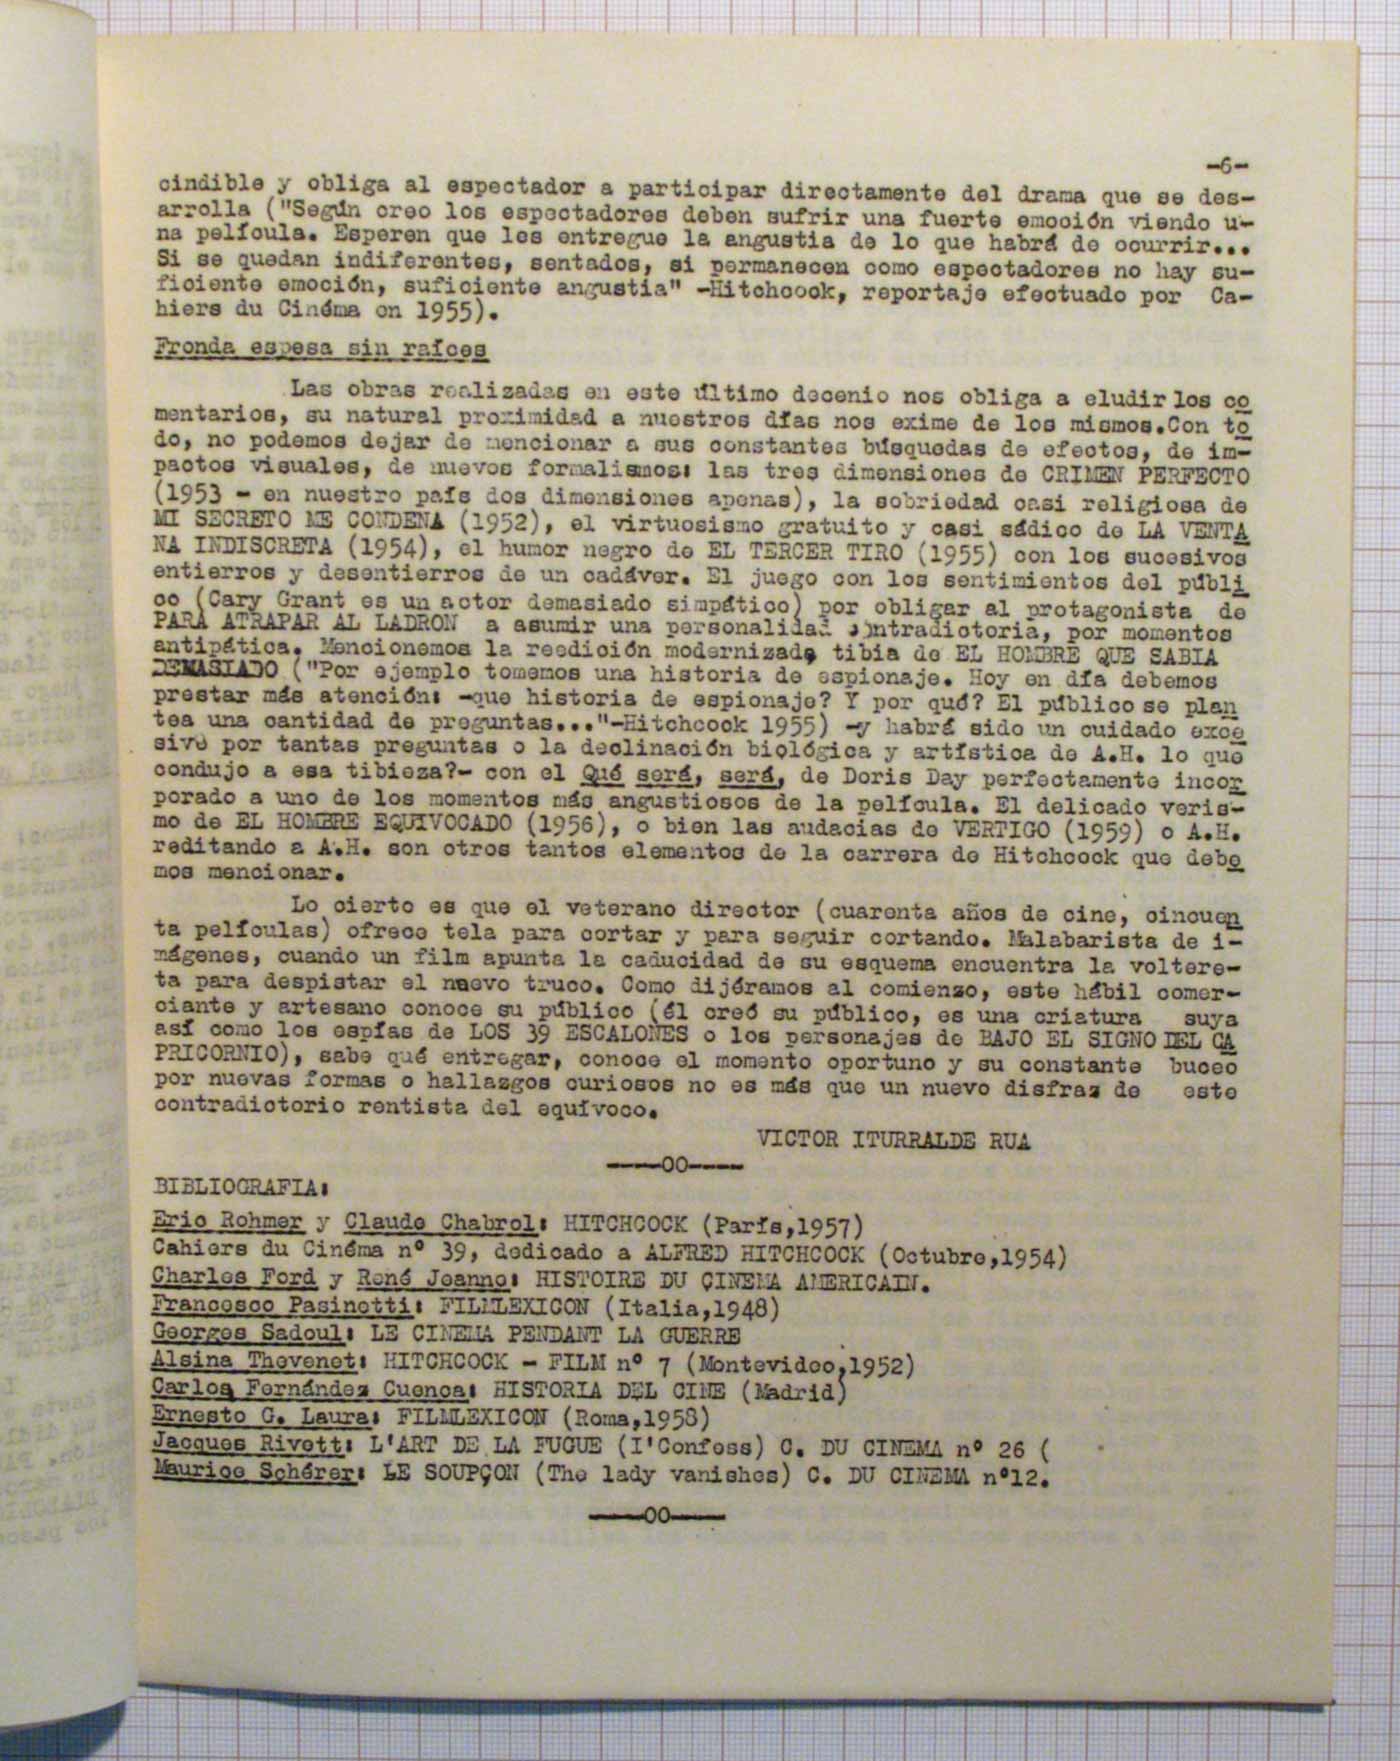 -6-
cindible y obliga al espectador a participar directamente del drama que se des-
arrolla ("Según creo los espectadores deben sufrir una fuerte emoción viendo u-
na película. Esperen que les entregue la angustia de lo que habrá de ocurrir...
Si se quedan indiferentes, sentados, si permanecen como espectadores no hay su-
ficiente emoción, suficiente angustia" -Hitchcock, reportaje efectuado por Ca-
hiers du Cinéma en 1955).
Fronda espesa sin raíces
Las obras realizadas en este último decenio nos obliga a eludir los co
mentarios, su natural proximidad a nuestros días nos exime de los mismos.Con to
do, no podemos dejar de mencionar a sus constantes búsquedas de efectos, de im-
pactos visuales, de nuevos formalismos: las tres dimensiones de CRIMEN PERFECTO
(1953 - en nuestro país dos dimensiones apenas), la sobriedad casi religiosa de
MI SECRETO ME CONDENA (1952), el virtuosismo gratuito y casi sádico de LA VENTA
NA INDISCRETA (1954), el humor negro de EL TERCER TIRO (1955) con los sucesivos
entierros y desentierros de un cadáver. El juego con los sentimientos del públi
co (Cary Grant es un actor demasiado simpático) por obligar al protagonista de
PARA ATRAPAR AL LADRON a asumir una personalidad contradictoria, por momentos
antipática. Mencionemos la reedición modernizada, tibia de EL HOMBRE QUE SABIA
DEMASIADO ("Por ejemplo tomemos una historia de espionaje. Hoy en día debemos
prestar más atención: -que historia de espionaje? Y por qué? El público se plan
tea una cantidad de preguntas..."-Hitchcock 1955) -y habrá sido un cuidado exce
sivo por tantas preguntas o la declinación biológica y artística de A.H. lo que
condujo a esa tibieza?- con el Qué será, será, de Doris Day perfectamente incor
porado a uno de los momentos más angustiosos de la película. El delicado veris-
mo de EL HOMBRE EQUIVOCADO (1956), o bien las audacias de VERTIGO (1959) o A.H.
reditando a A.H. son otros tantos elementos de la carrera de Hitchcock que debe
mos mencionar.
Lo cierto es que el veterano director (cuarenta años de cine, cincuen
ta películas) ofrece tela para cortar y para seguir cortando. Malabarista de i-
mágenes, cuando un film apunta la caducidad de su esquema encuentra la voltere-
ta para despistar el nuevo truco. Como dijéramos al comienzo, este hábil comer-
ciante y artesano conoce su público (él creó su público, es una criatura suya
así como los espías de LOS 39 ESCALONES o los personajes de BAJO EL SIGNO DEL CA
PRICORNIO), sabe qué entregar, conoce el momento oportuno y su constante buceo
por nuevas formas o hallazgos curiosos no es más que un nuevo disfraz de este
contradictorio rentista del equívoco.
VICTOR ITURRALDE RUA
----OO----
BIBLIOGRAFIA:
Eric Rohmer y Claude Chabrol: HITCHCOCK (París,1957)
Cahiers du Cinéma nº 39, dedicado a ALFRED HITCHCOCK (Octubre,1954)
Charles Ford y René Jeanne: HISTOIRE DU CINEMA AMERICAIN.
Francesco Pasinetti: FILMLEXICON (Italia,1948)
Georges Sadoul: LE CINEMA PENDANT LA GUERRE
Alsina Thevenet: HITCHCOCK - FILM nº 7 (Montevideo,1952)
Carlos Fernández Cuenca: HISTORIA DEL CINE (Madrid)
Ernesto G. Laura: FILMLEXICON (Roma,1958)
Jacques Rivett: L'ART DE LA FUGUE (I'Confess) C. DU CINEMA nº 26 (
Maurice Schérer: LE SOUPÇON (The lady vanishes) C. DU CINEMA nº12.
----OO----